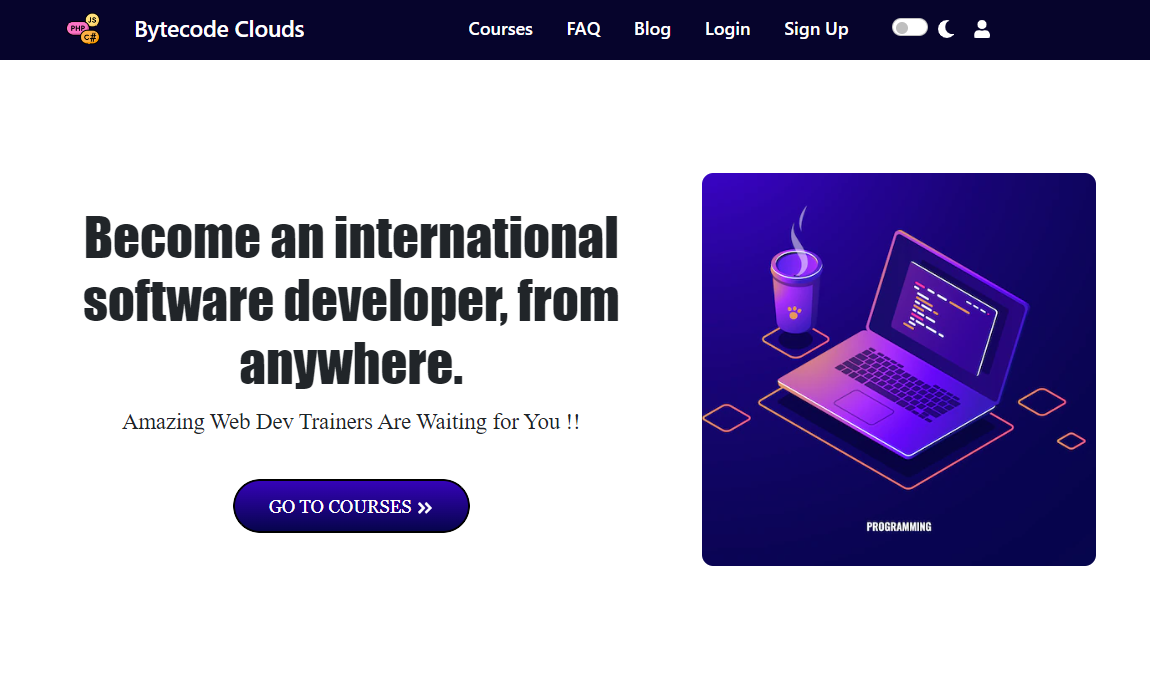 JS
PHP
C#
Bytecode Clouds
Courses FAQ Blog Login Sign Up
Become an international
software developer, from
anywhere.
Amazing Web Dev Trainers Are Waiting for You !!
GO TO COURSES »
PROGRAMMING